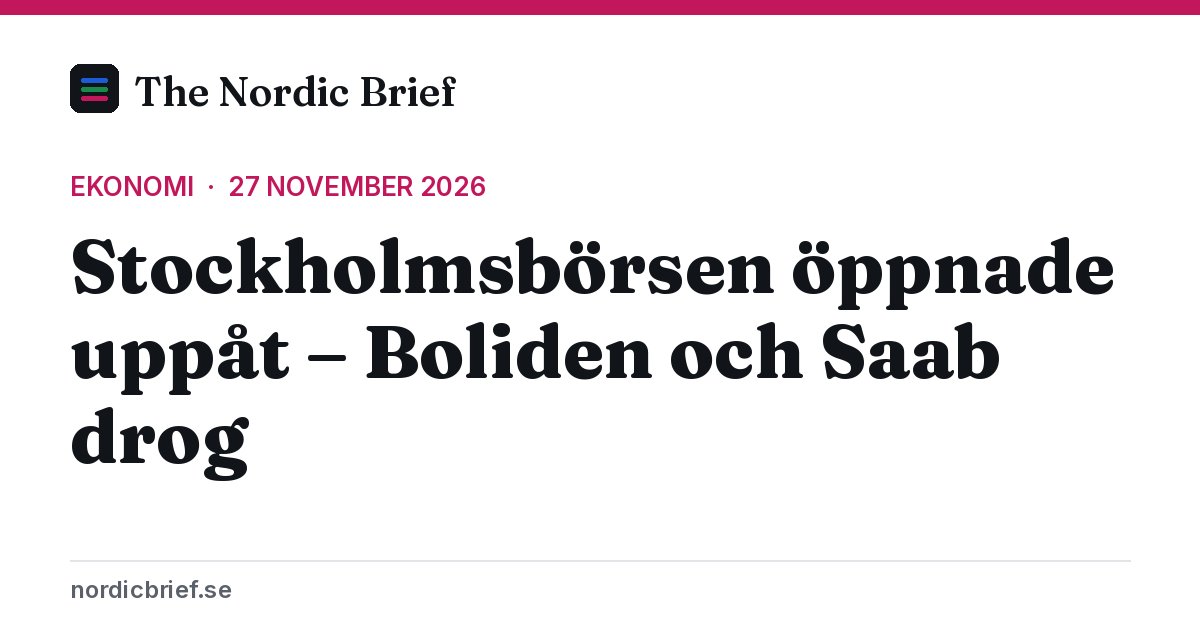 The Nordic Brief
EKONOMI · 27 NOVEMBER 2026
Stockholmsbörsen öppnade
uppåt – Boliden och Saab
drog
nordicbrief.se